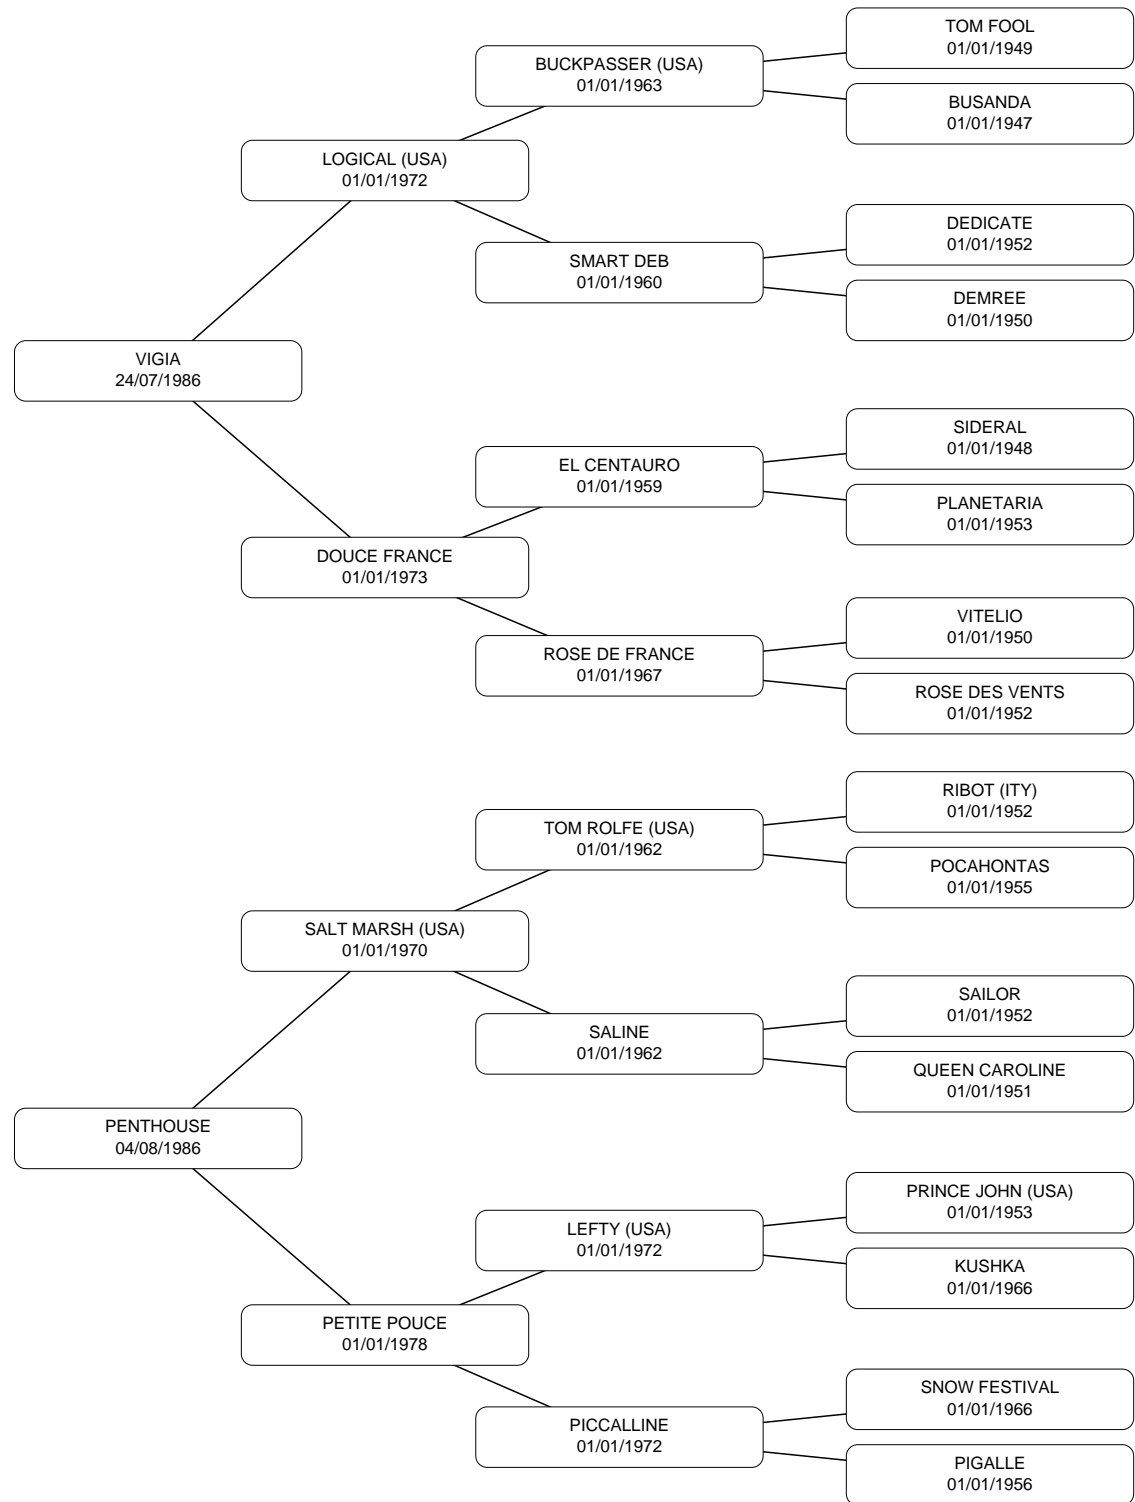 TOM FOOL
01/01/1949
BUCKPASSER (USA)
01/01/1963
BUSANDA
01/01/1947
LOGICAL (USA)
01/01/1972
DEDICATE
01/01/1952
SMART DEB
01/01/1960
DEMREE
01/01/1950
VIGIA
24/07/1986
SIDERAL
01/01/1948
EL CENTAURO
01/01/1959
PLANETARIA
01/01/1953
DOUCE FRANCE
01/01/1973
VITELIO
01/01/1950
ROSE DE FRANCE
01/01/1967
ROSE DES VENTS
01/01/1952
RIBOT (ITY)
01/01/1952
TOM ROLFE (USA)
01/01/1962
POCAHONTAS
01/01/1955
SALT MARSH (USA)
01/01/1970
SAILOR
01/01/1952
SALINE
01/01/1962
QUEEN CAROLINE
01/01/1951
PENTHOUSE
04/08/1986
PRINCE JOHN (USA)
01/01/1953
LEFTY (USA)
01/01/1972
KUSHKA
01/01/1966
PETITE POUCE
01/01/1978
SNOW FESTIVAL
01/01/1966
PICCALLINE
01/01/1972
PIGALLE
01/01/1956